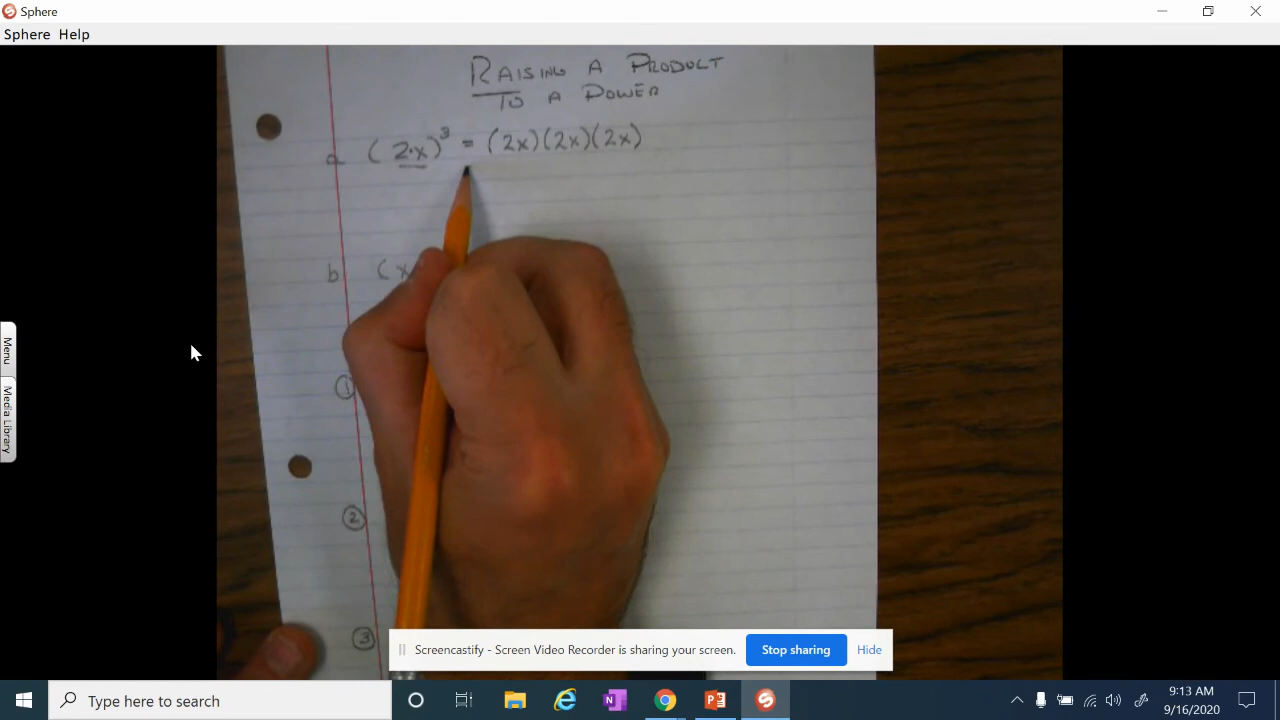 Sphere
Sphere Help
RAISING A PRODUCT
TO A POWER
a (2·x)³ = (2x)(2x)(2x)
b (x
Menu
①
Media Library
②
③
Screencastify - Screen Video Recorder is sharing your screen. Stop sharing Hide
Type here to search
9:13 AM
9/16/2020